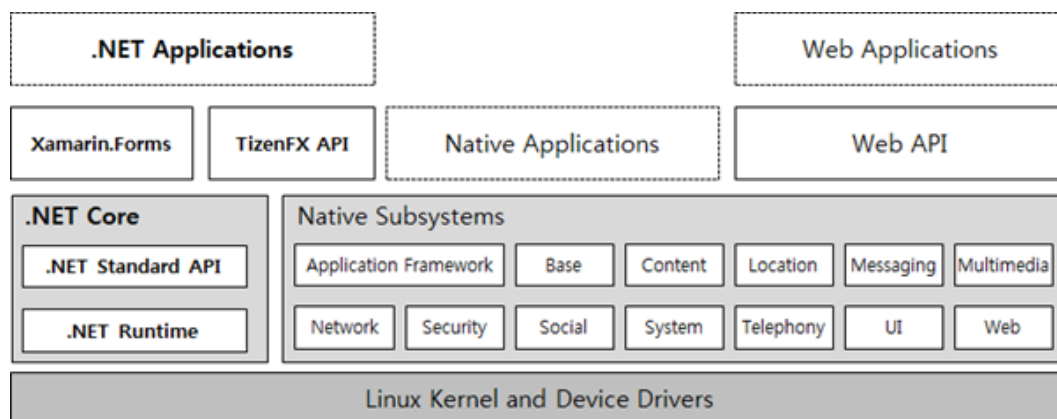 .NET Applications
Web Applications
Xamarin.Forms
TizenFX API
Native Applications
Web API
.NET Core
.NET Standard API
.NET Runtime
Native Subsystems
Application Framework
Base
Content
Location
Messaging
Multimedia
Network
Security
Social
System
Telephony
UI
Web
Linux Kernel and Device Drivers